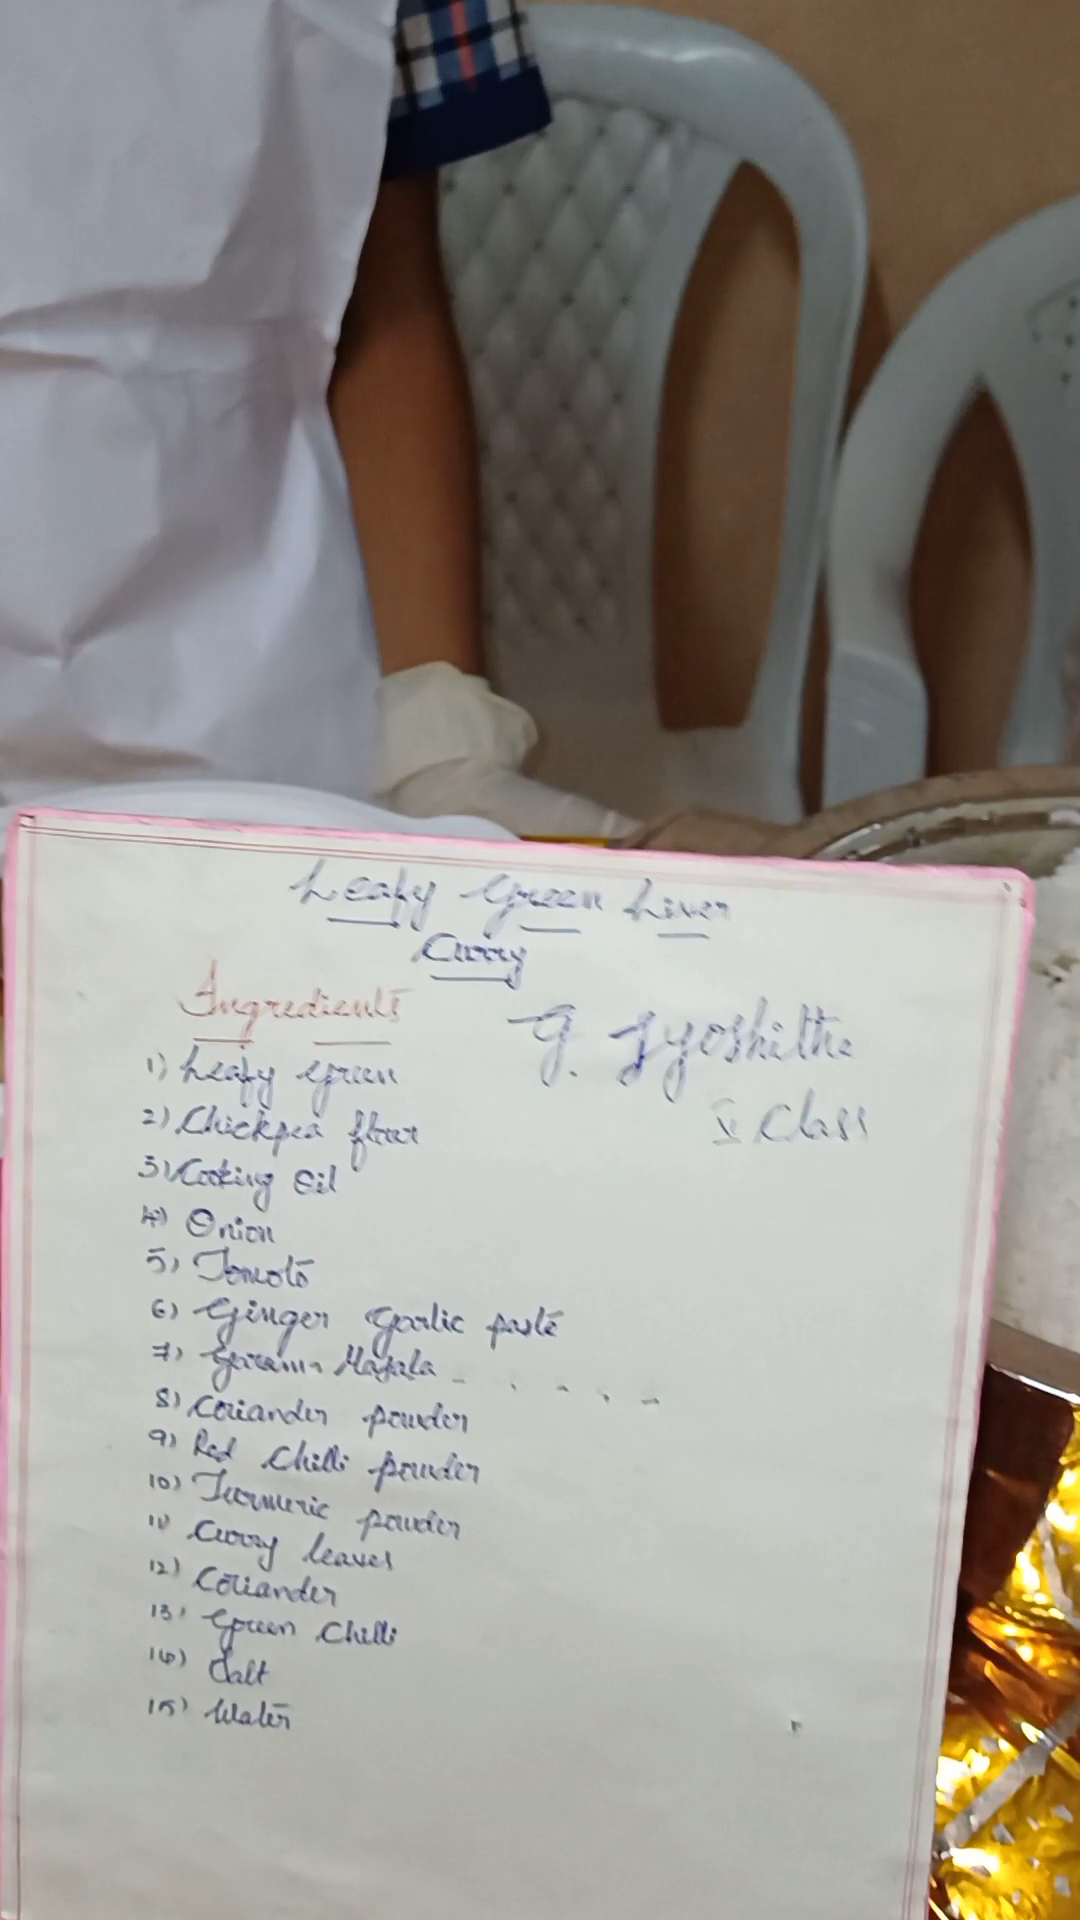 Leafy Green Liver
Curry
Ingredients
G. Jyoshitha
V Class
1) Leafy green
2) Chickpea flour
3) Cooking Oil
4) Onion
5) Tomoto
6) Ginger Garlic paste
7) Garam Masala
8) Coriander powder
9) Red Chilli powder
10) Turmeric powder
11) Curry leaves
12) Coriander
13) Green Chilli
14) Salt
15) Water